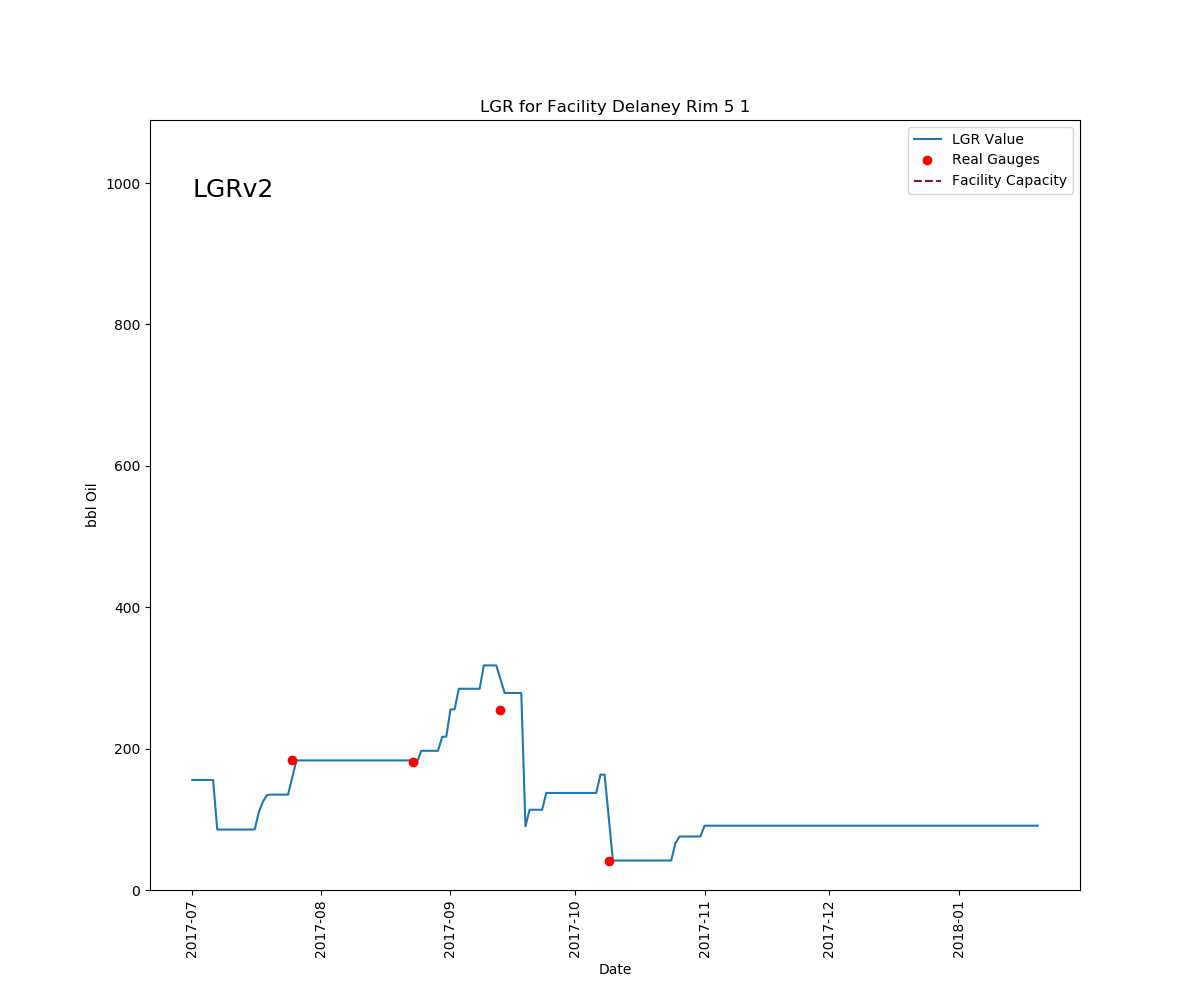 LGR for Facility Delaney Rim 5 1
LGRv2
LGR Value
Real Gauges
Facility Capacity
1000
800
600
400
200
0
bbl Oil
2017-07
2017-08
2017-09
2017-10
2017-11
2017-12
2018-01
Date